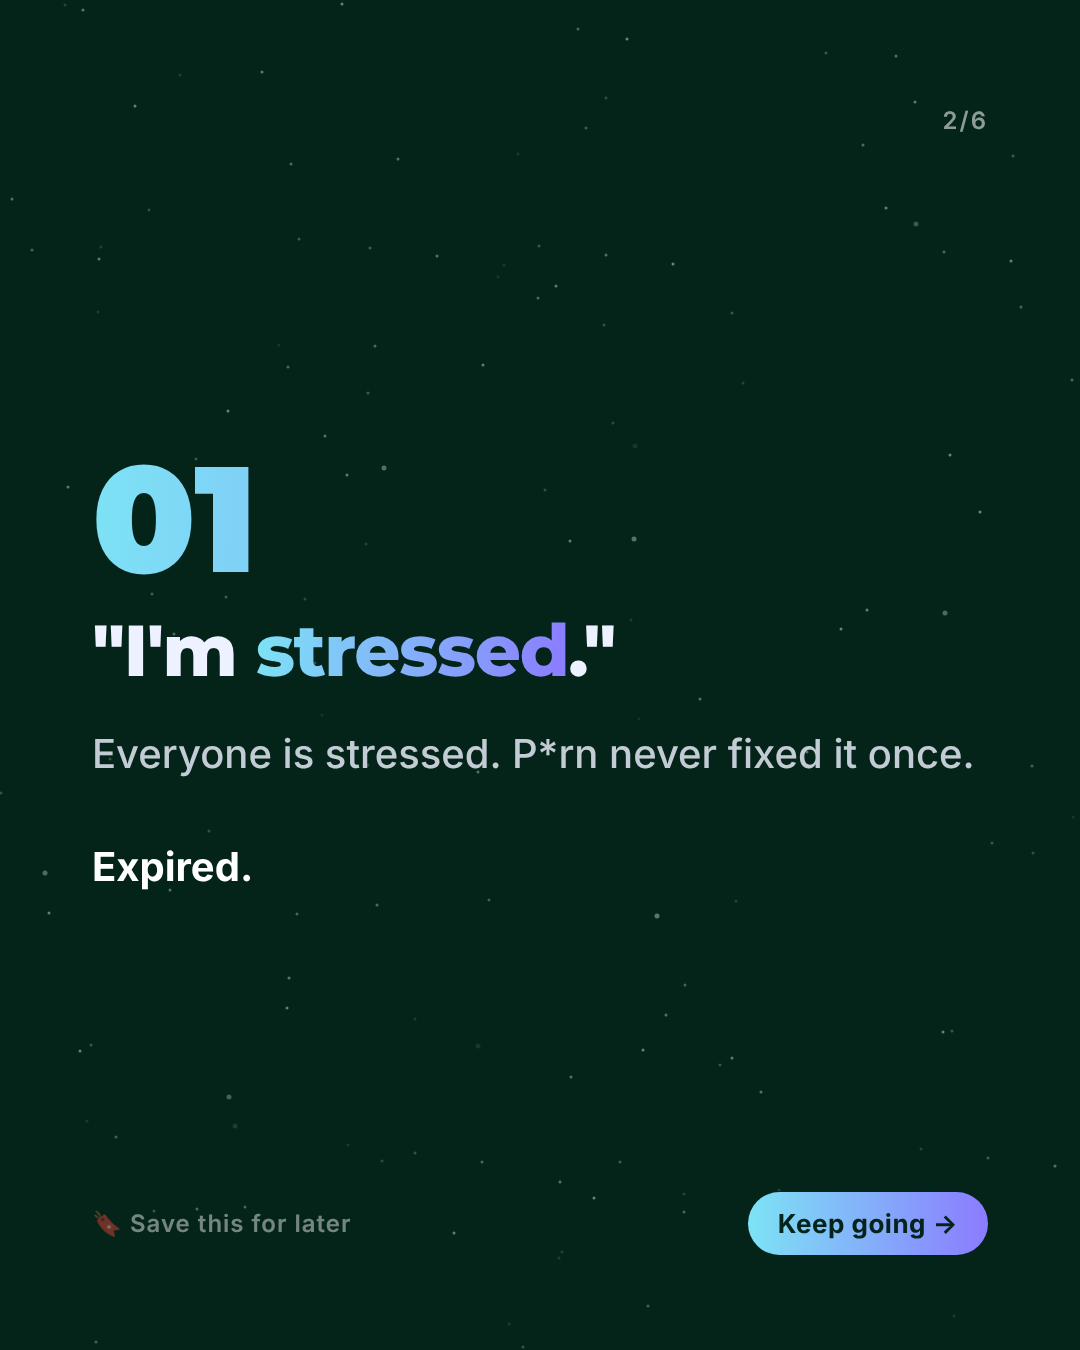 2/6
01
"I'm stressed."
Everyone is stressed. P*rn never fixed it once.
Expired.
Save this for later
Keep going →